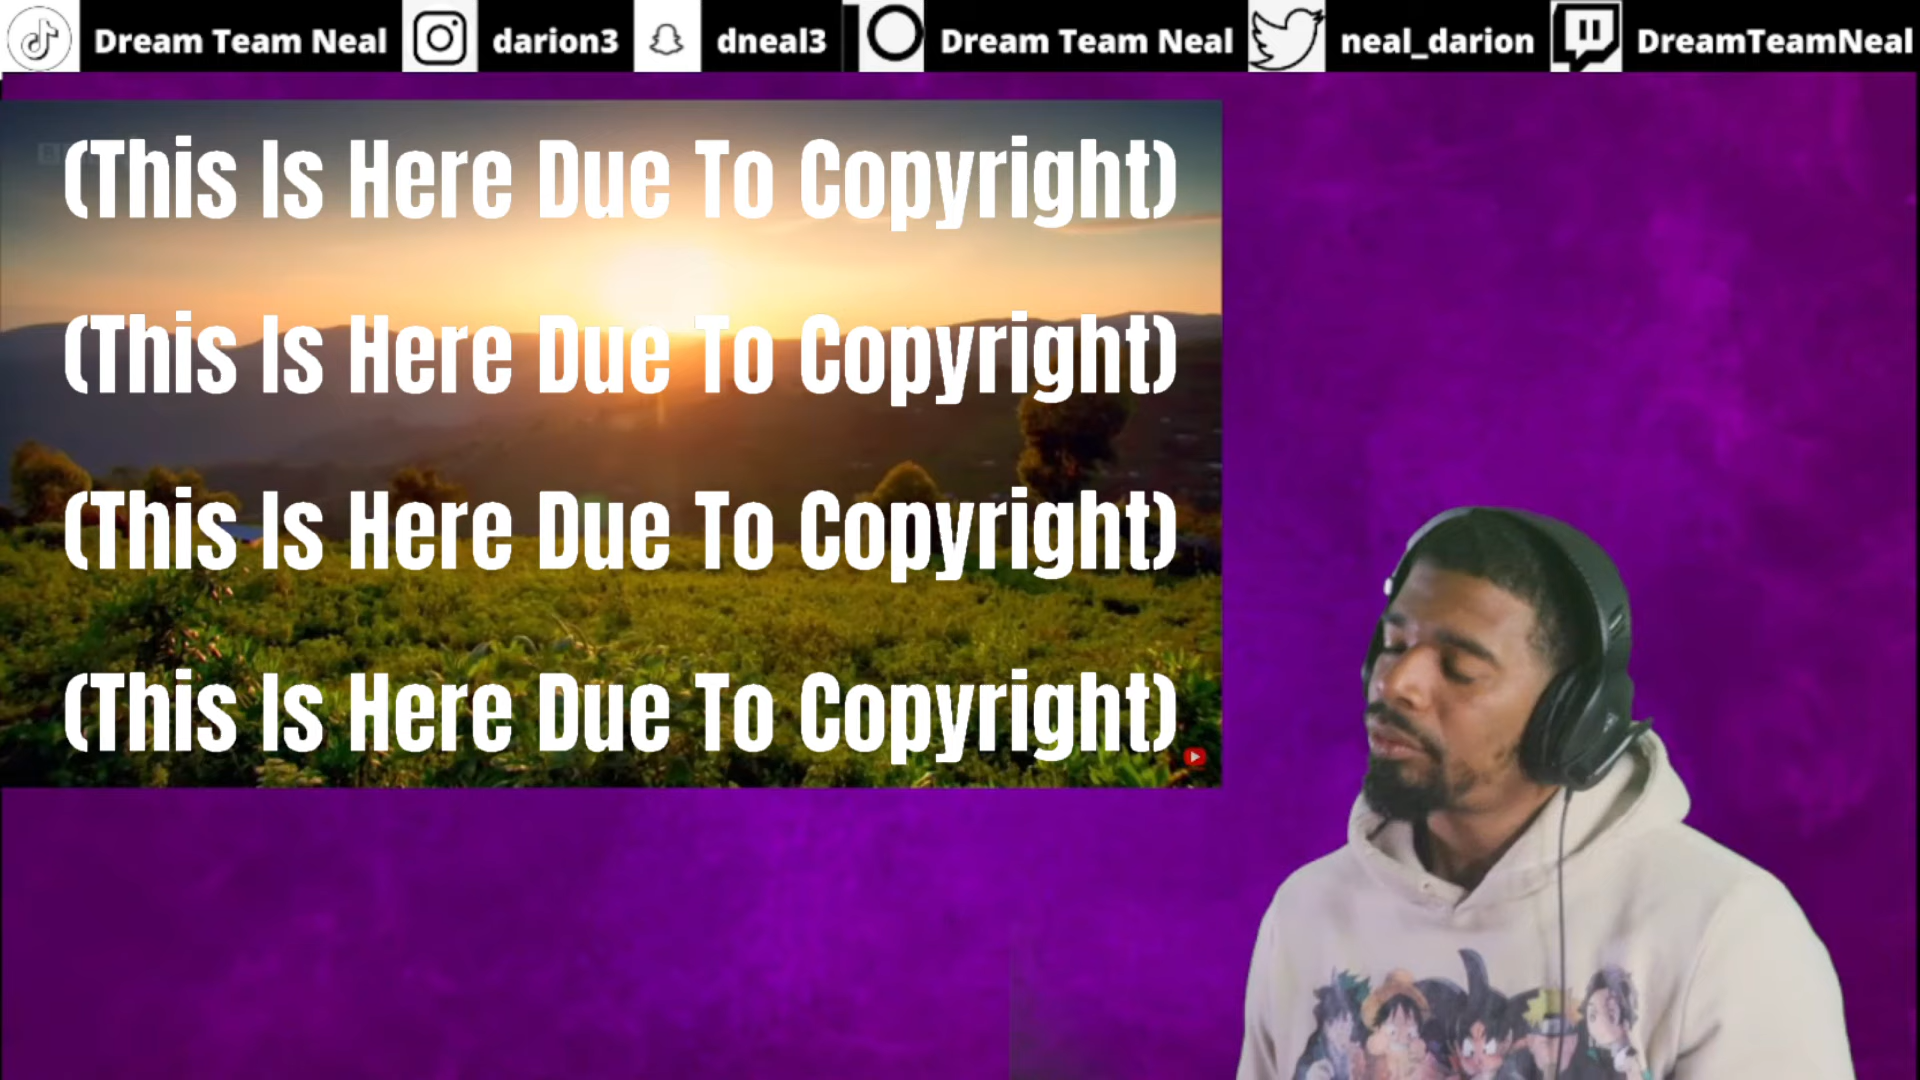 Dream Team Neal darion3 dneal3 Dream Team Neal neal_darion DreamTeamNeal
(This Is Here Due To Copyright)
(This Is Here Due To Copyright)
(This Is Here Due To Copyright)
(This Is Here Due To Copyright)